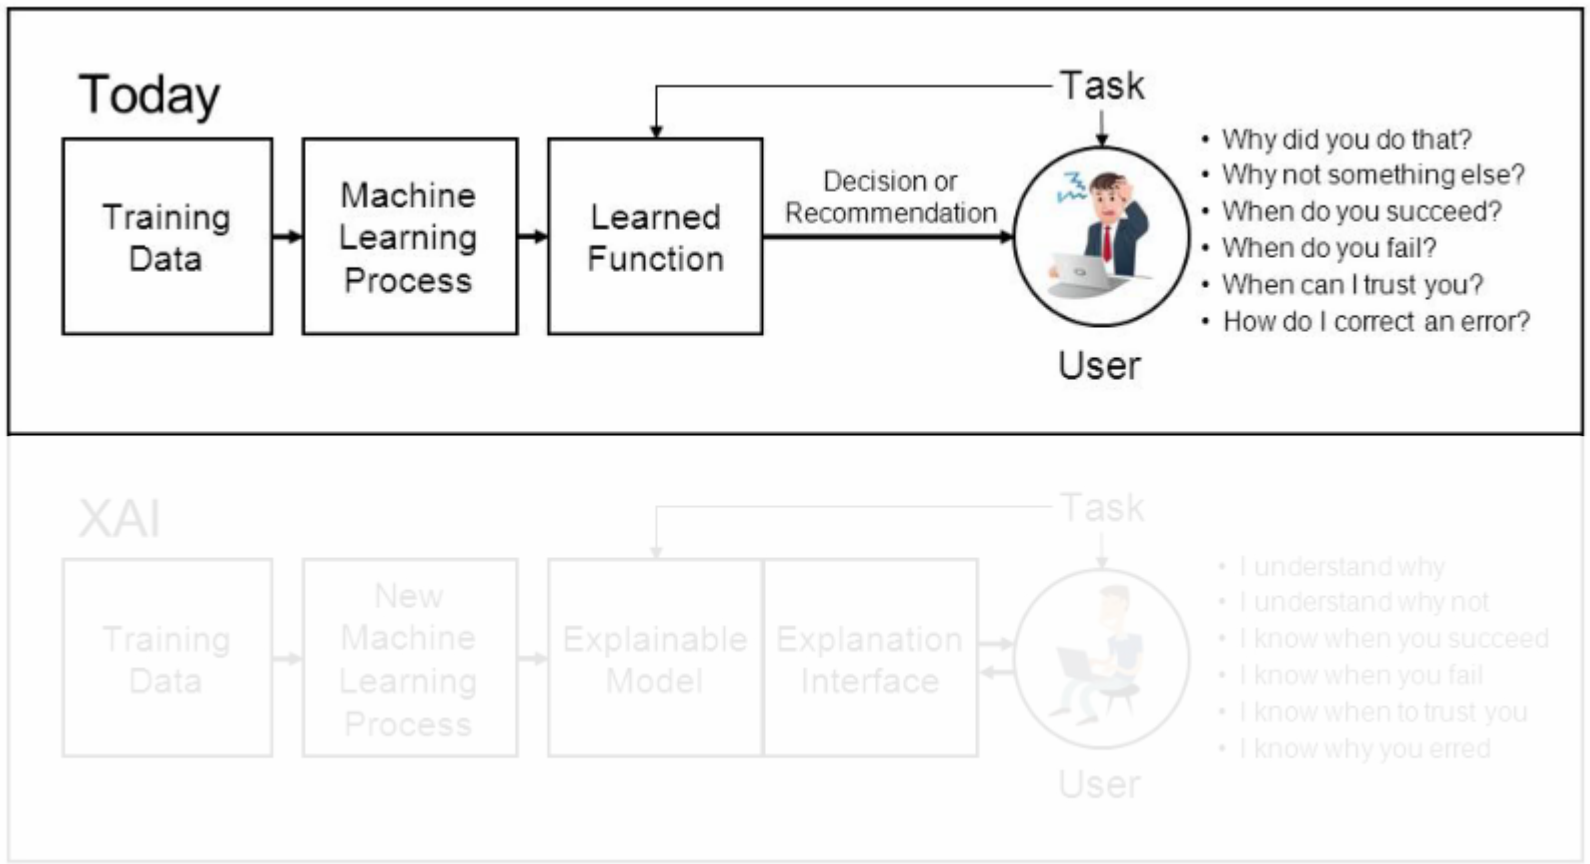 Today
Task
Training
Data
Machine
Learning
Process
Learned
Function
Decision or
Recommendation
User
• Why did you do that?
• Why not something else?
• When do you succeed?
• When do you fail?
• When can I trust you?
• How do I correct an error?
XAI
Task
Training
Data
New
Machine
Learning
Process
Explainable
Model
Explanation
Interface
User
• I understand why
• I understand why not
• I know when you succeed
• I know when you fail
• I know when to trust you
• I know why you erred